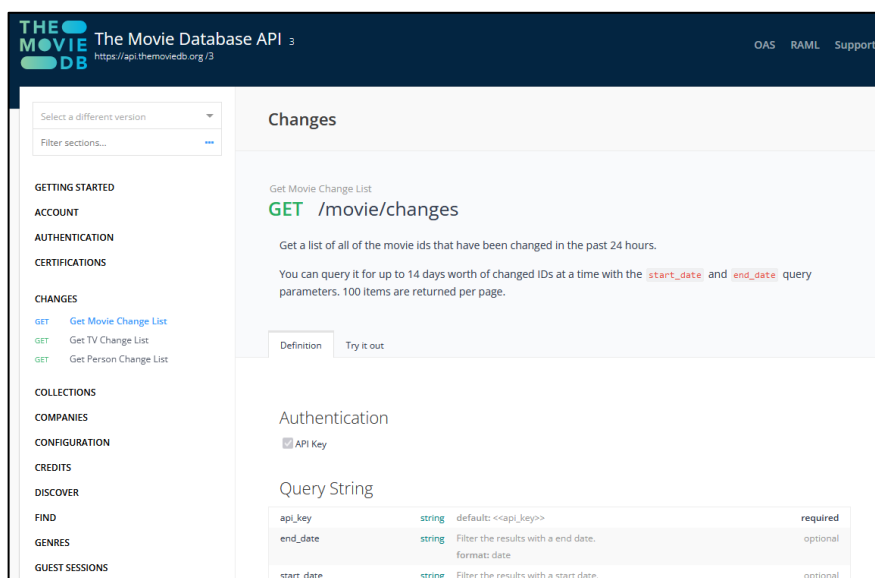 THE
MOVIE
DB
The Movie Database API 3
https://api.themoviedb.org /3
OAS RAML Support
Select a different version
Filter sections...
GETTING STARTED
ACCOUNT
AUTHENTICATION
CERTIFICATIONS
CHANGES
GET Get Movie Change List
GET Get TV Change List
GET Get Person Change List
COLLECTIONS
COMPANIES
CONFIGURATION
CREDITS
DISCOVER
FIND
GENRES
GUEST SESSIONS
Changes
Get Movie Change List
GET /movie/changes
Get a list of all of the movie ids that have been changed in the past 24 hours.
You can query it for up to 14 days worth of changed IDs at a time with the start_date and end_date query
parameters. 100 items are returned per page.
Definition Try it out
Authentication
API Key
Query String
api_key string default: <<api_key>> required
end_date string Filter the results with a end date. optional
format: date
start_date string Filter the results with a start date. optional